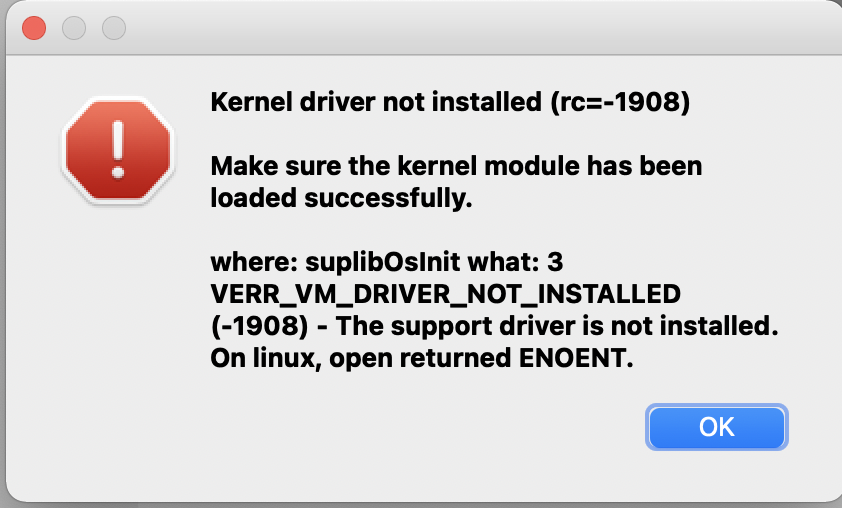 Kernel driver not installed (rc=-1908)
Make sure the kernel module has been
loaded successfully.
where: suplibOsInit what: 3
VERR_VM_DRIVER_NOT_INSTALLED
(-1908) - The support driver is not installed.
On linux, open returned ENOENT.
OK